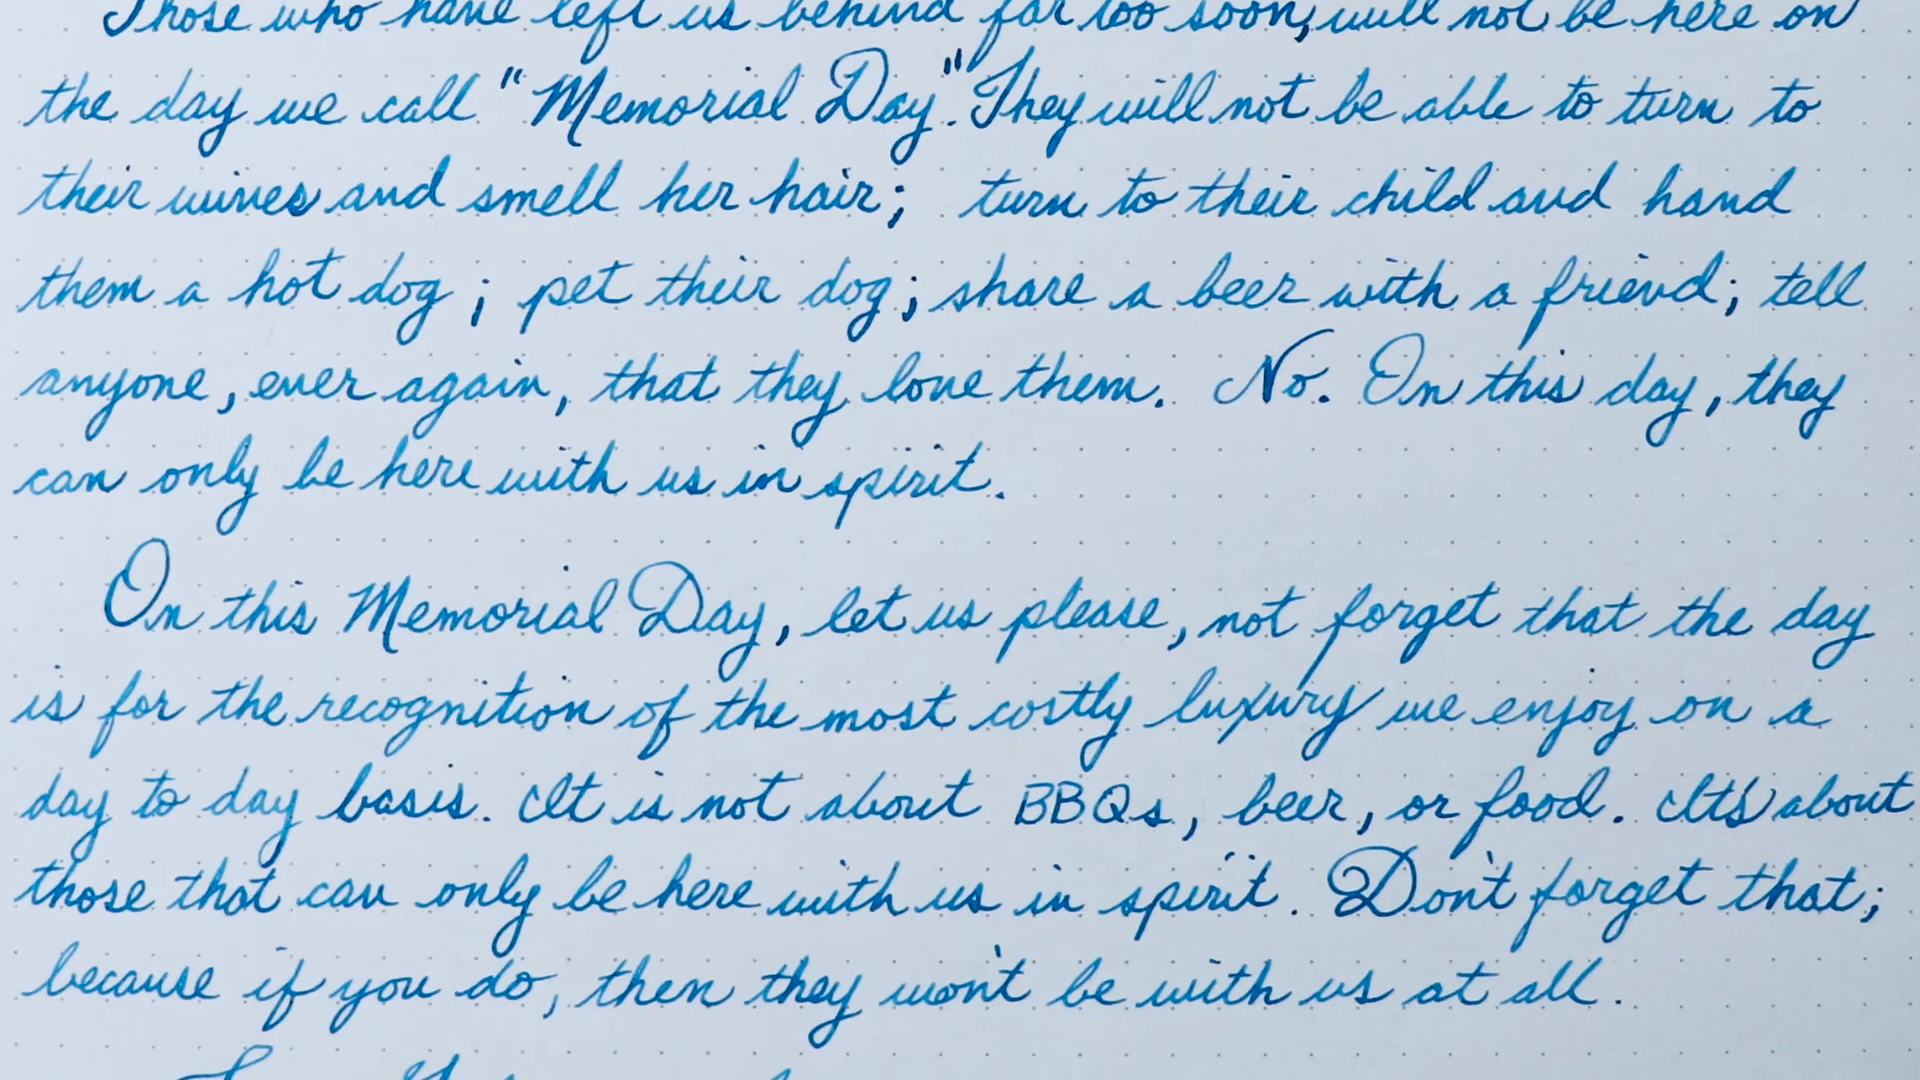 Those who have left us behind far too soon, will not be here on
the day we call "Memorial Day". They will not be able to turn to
their wives and smell her hair; turn to their child and hand
them a hot dog; pet their dog; share a beer with a friend; tell
anyone, ever again, that they love them. No. On this day, they
can only be here with us in spirit.
On this Memorial Day, let us please, not forget that the day
is for the recognition of the most costly luxury we enjoy on a
day to day basis. It is not about BBQs, beer, or food. It's about
those that can only be here with us in spirit. Don't forget that;
because if you do, then they won't be with us at all.